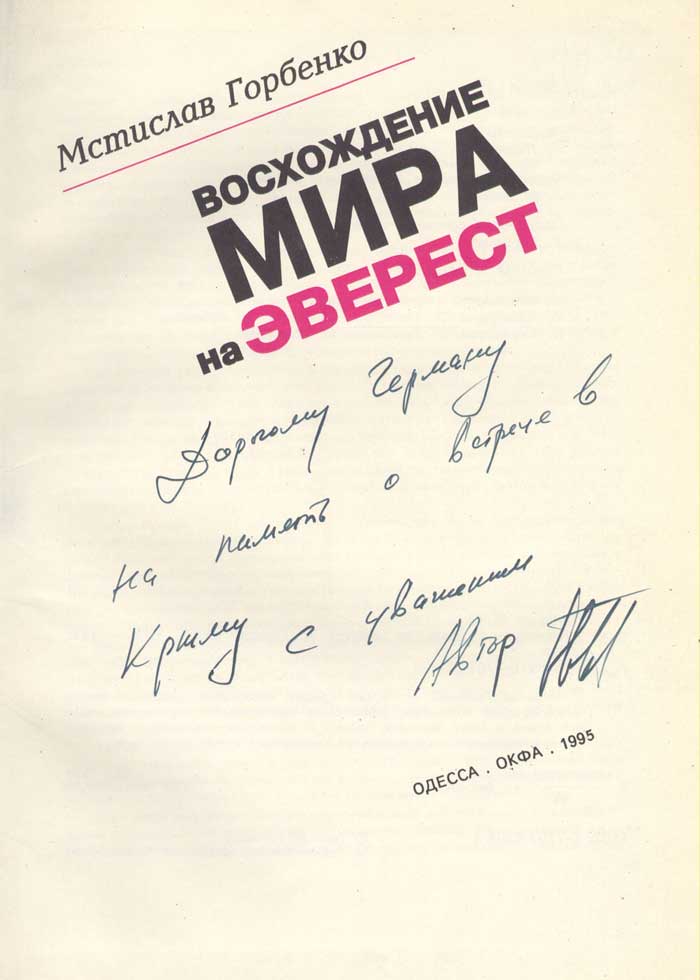 Мстислав Горбенко
ВОСХОЖДЕНИЕ
МИРА
на ЭВЕРЕСТ
Дорогому Герману
на память о встрече в
Крыму с уважением
Автор
ОДЕССА . ОКФА . 1995